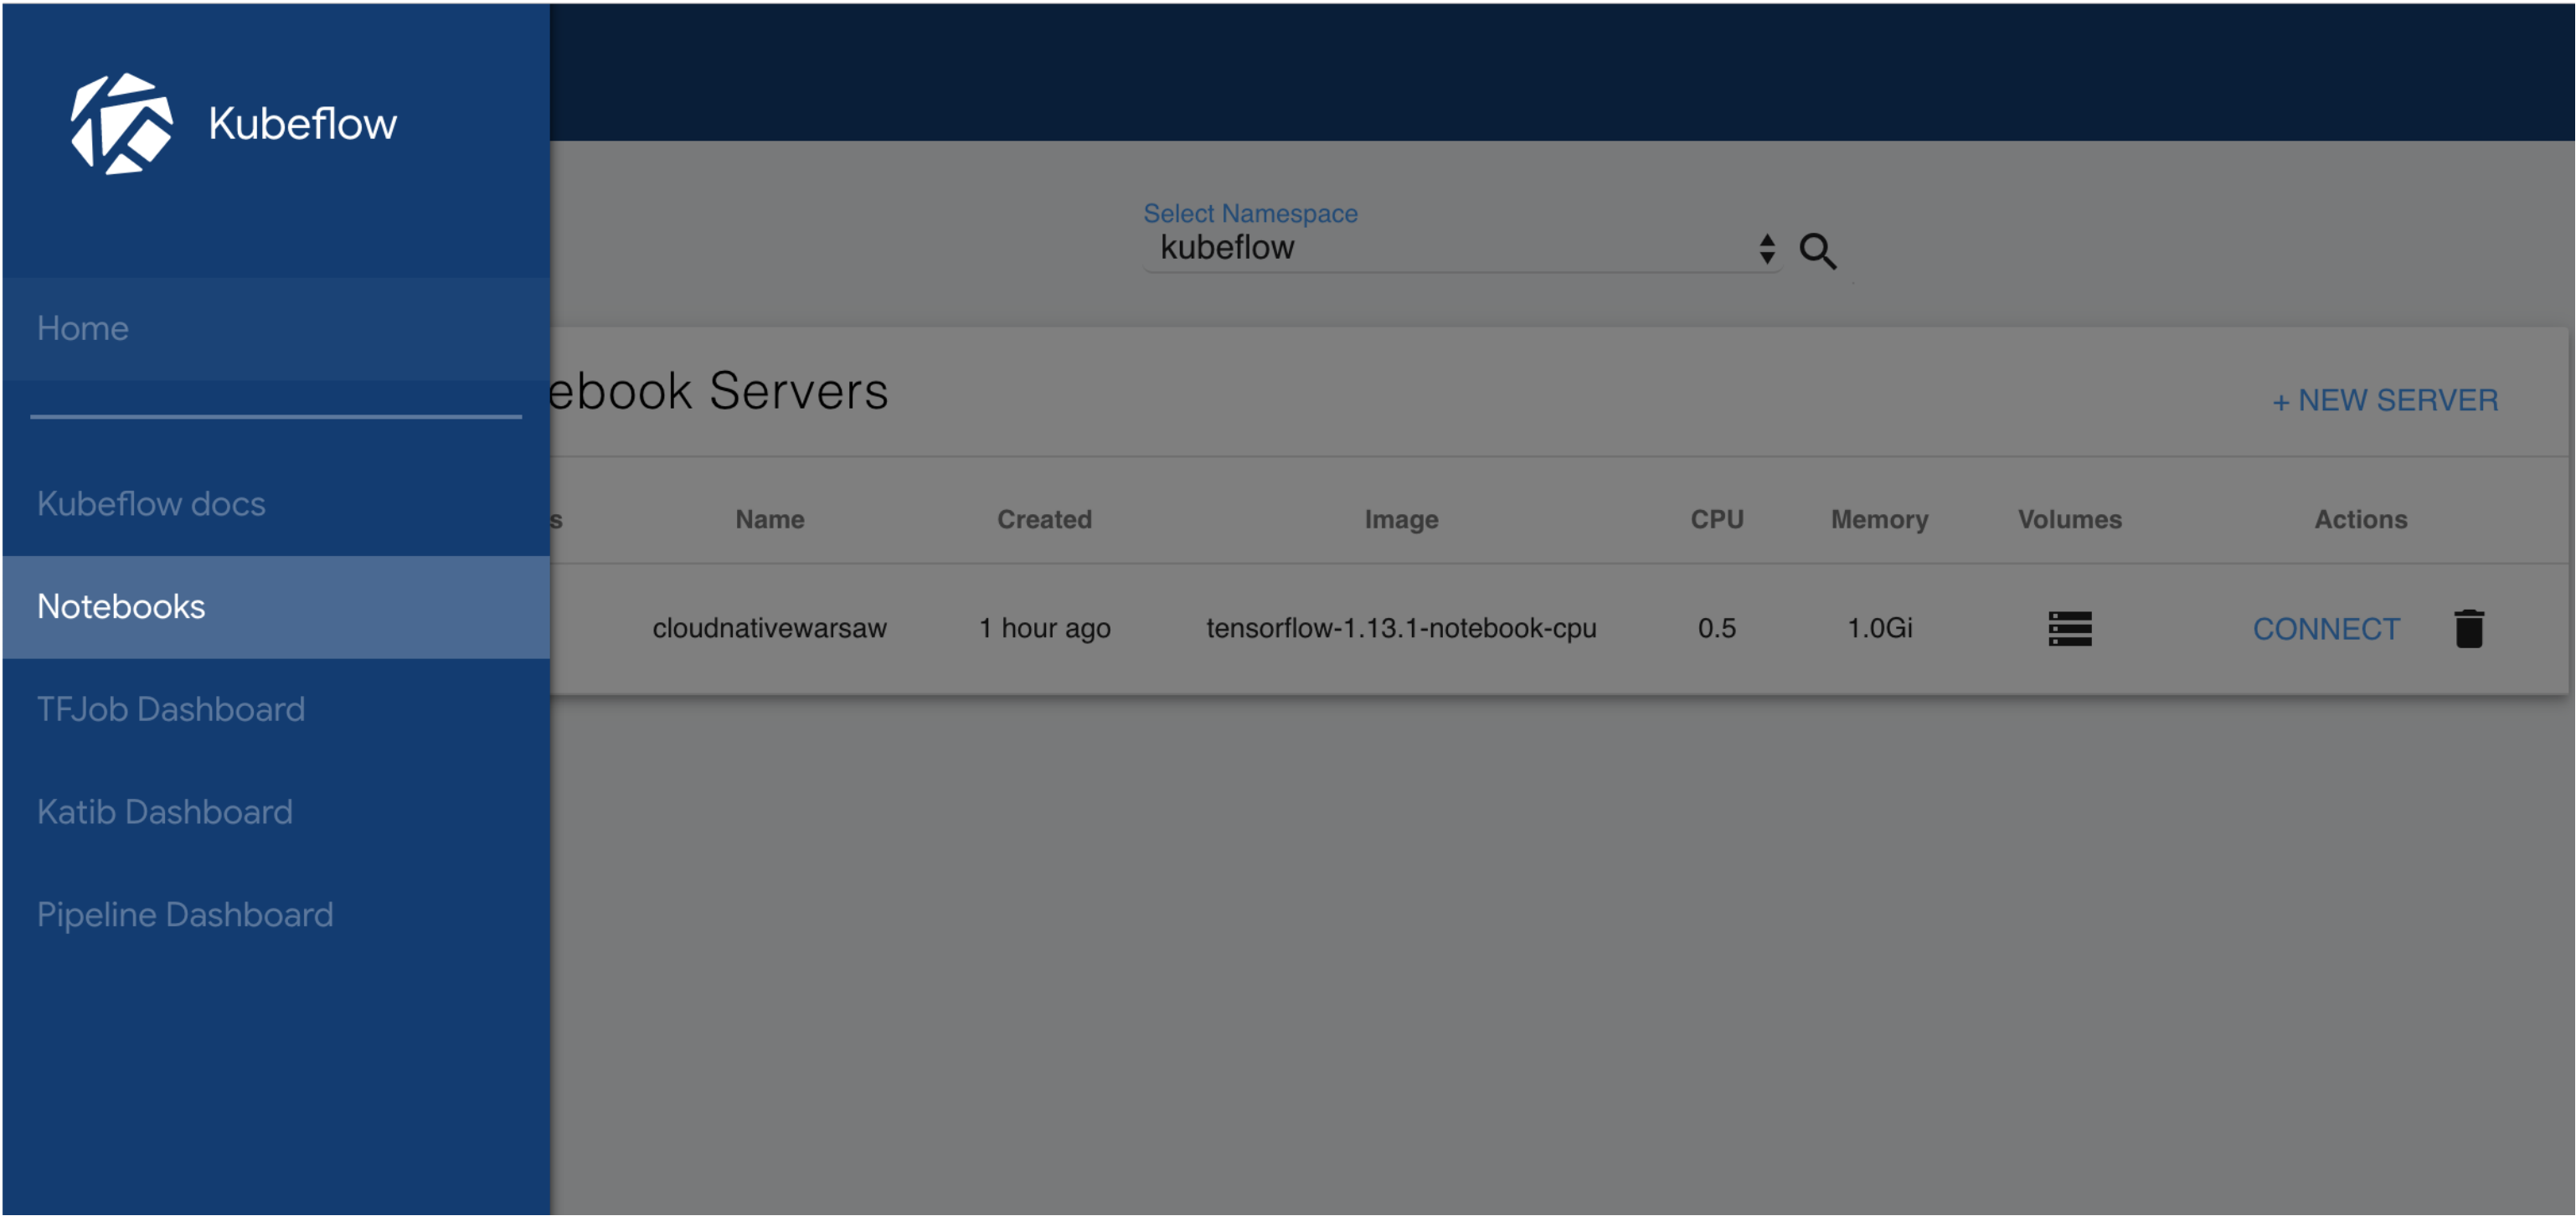 Kubeflow
Home
Kubeflow docs
Notebooks
TFJob Dashboard
Katib Dashboard
Pipeline Dashboard
Select Namespace
kubeflow
ebook Servers
+ NEW SERVER
s Name Created Image CPU Memory Volumes Actions
cloudnativewarsaw 1 hour ago tensorflow-1.13.1-notebook-cpu 0.5 1.0Gi CONNECT